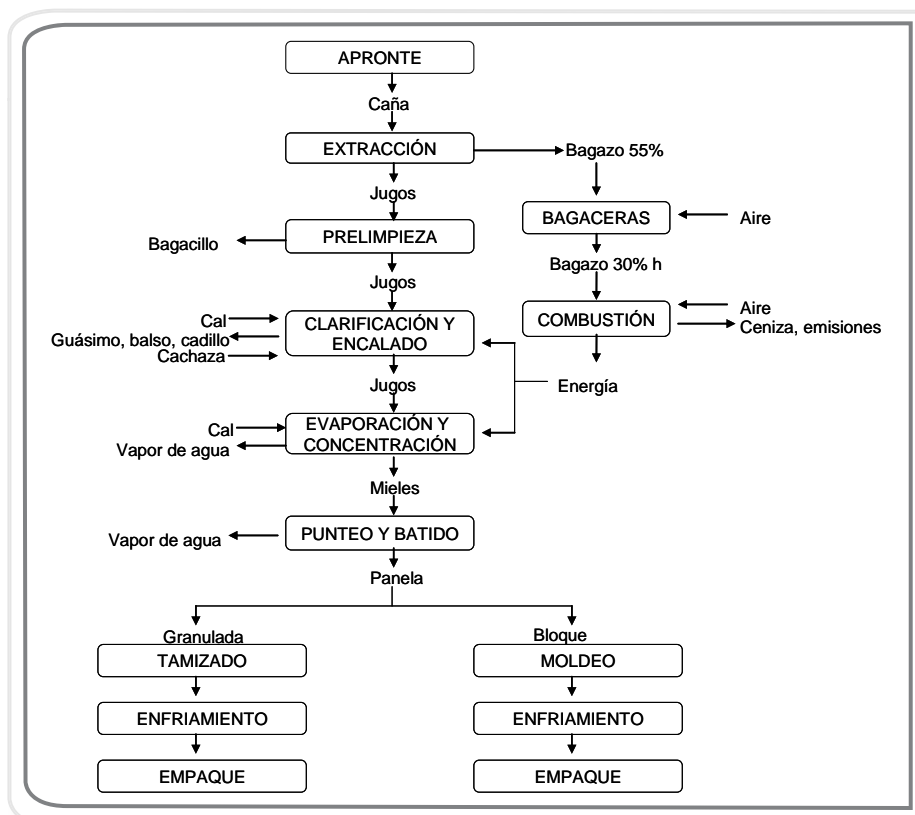 APRONTE
Caña
EXTRACCIÓN
Bagazo 55%
Jugos
BAGACERAS
Aire
Bagacillo
PRELIMPIEZA
Bagazo 30% h
Jugos
Cal
Guásimo, balso, cadillo
Cachaza
CLARIFICACIÓN Y
ENCALADO
COMBUSTIÓN
Aire
Ceniza, emisiones
Jugos
Energía
Cal
Vapor de agua
EVAPORACIÓN Y
CONCENTRACIÓN
Mieles
Vapor de agua
PUNTEO Y BATIDO
Panela
Granulada
Bloque
TAMIZADO
MOLDEO
ENFRIAMIENTO
ENFRIAMIENTO
EMPAQUE
EMPAQUE